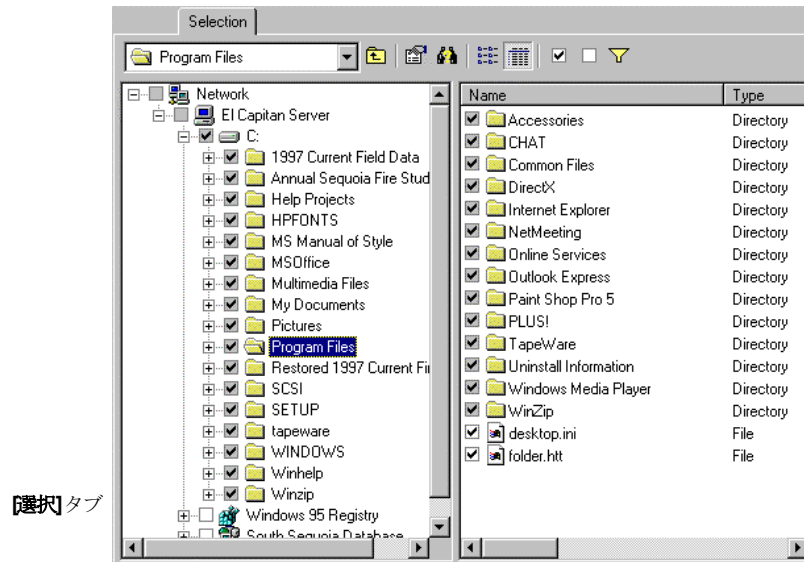 Selection
Program Files
Network
El Capitan Server
C:
1997 Current Field Data
Annual Sequoia Fire Stud
Help Projects
HPFONTS
MS Manual of Style
MSOffice
Multimedia Files
My Documents
Pictures
Program Files
Restored 1997 Current Fi
SCSI
SETUP
tapeware
WINDOWS
Winhelp
Winzip
Windows 95 Registry
South Sequoia Database
Name Type
Accessories Directory
CHAT Directory
Common Files Directory
DirectX Directory
Internet Explorer Directory
NetMeeting Directory
Online Services Directory
Outlook Express Directory
Paint Shop Pro 5 Directory
PLUS! Directory
TapeWare Directory
Uninstall Information Directory
Windows Media Player Directory
WinZip Directory
desktop.ini File
folder.htt File
[選択]タブ